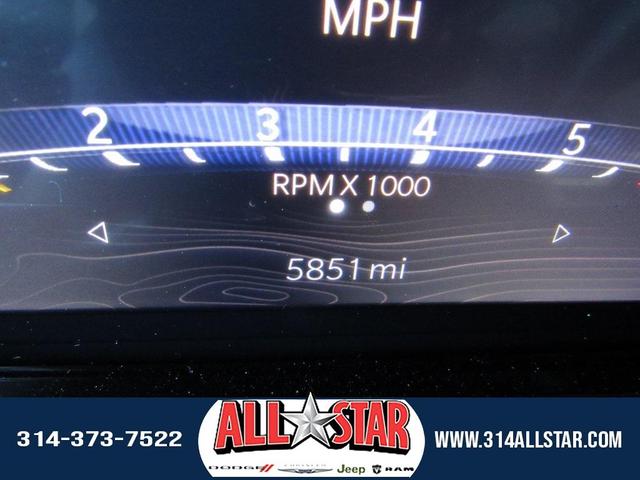 MPH
2 3 4 5
RPM X 1000
5851 mi
314-373-7522 ALL STAR WWW.314ALLSTAR.COM
DODGE CHRYSLER Jeep RAM